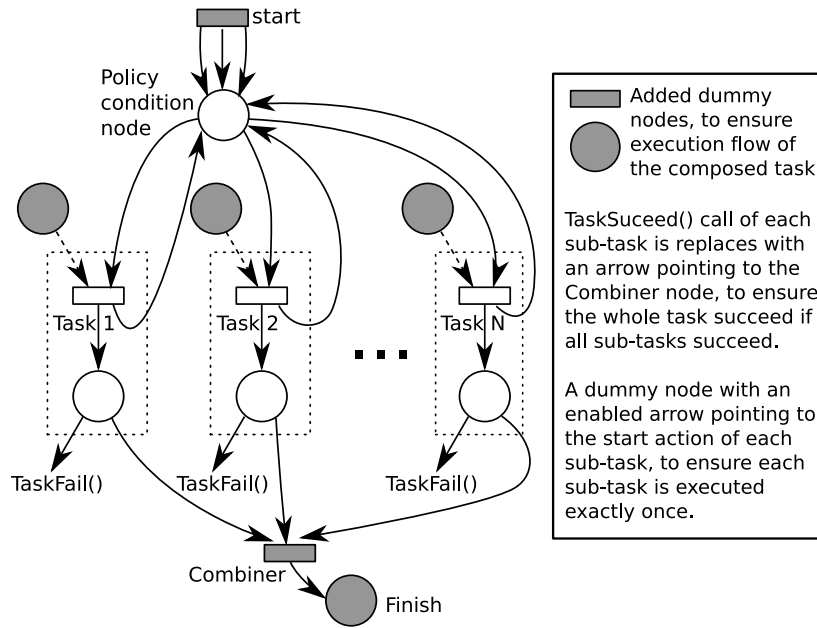 start
Policy
condition
node
Task 1
Task 2
Task N
...
TaskFail()
TaskFail()
TaskFail()
Combiner
Finish
Added dummy
nodes, to ensure
execution flow of
the composed task
TaskSuceed() call of each
sub-task is replaces with
an arrow pointing to the
Combiner node, to ensure
the whole task succeed if
all sub-tasks succeed.
A dummy node with an
enabled arrow pointing to
the start action of each
sub-task, to ensure each
sub-task is executed
exactly once.